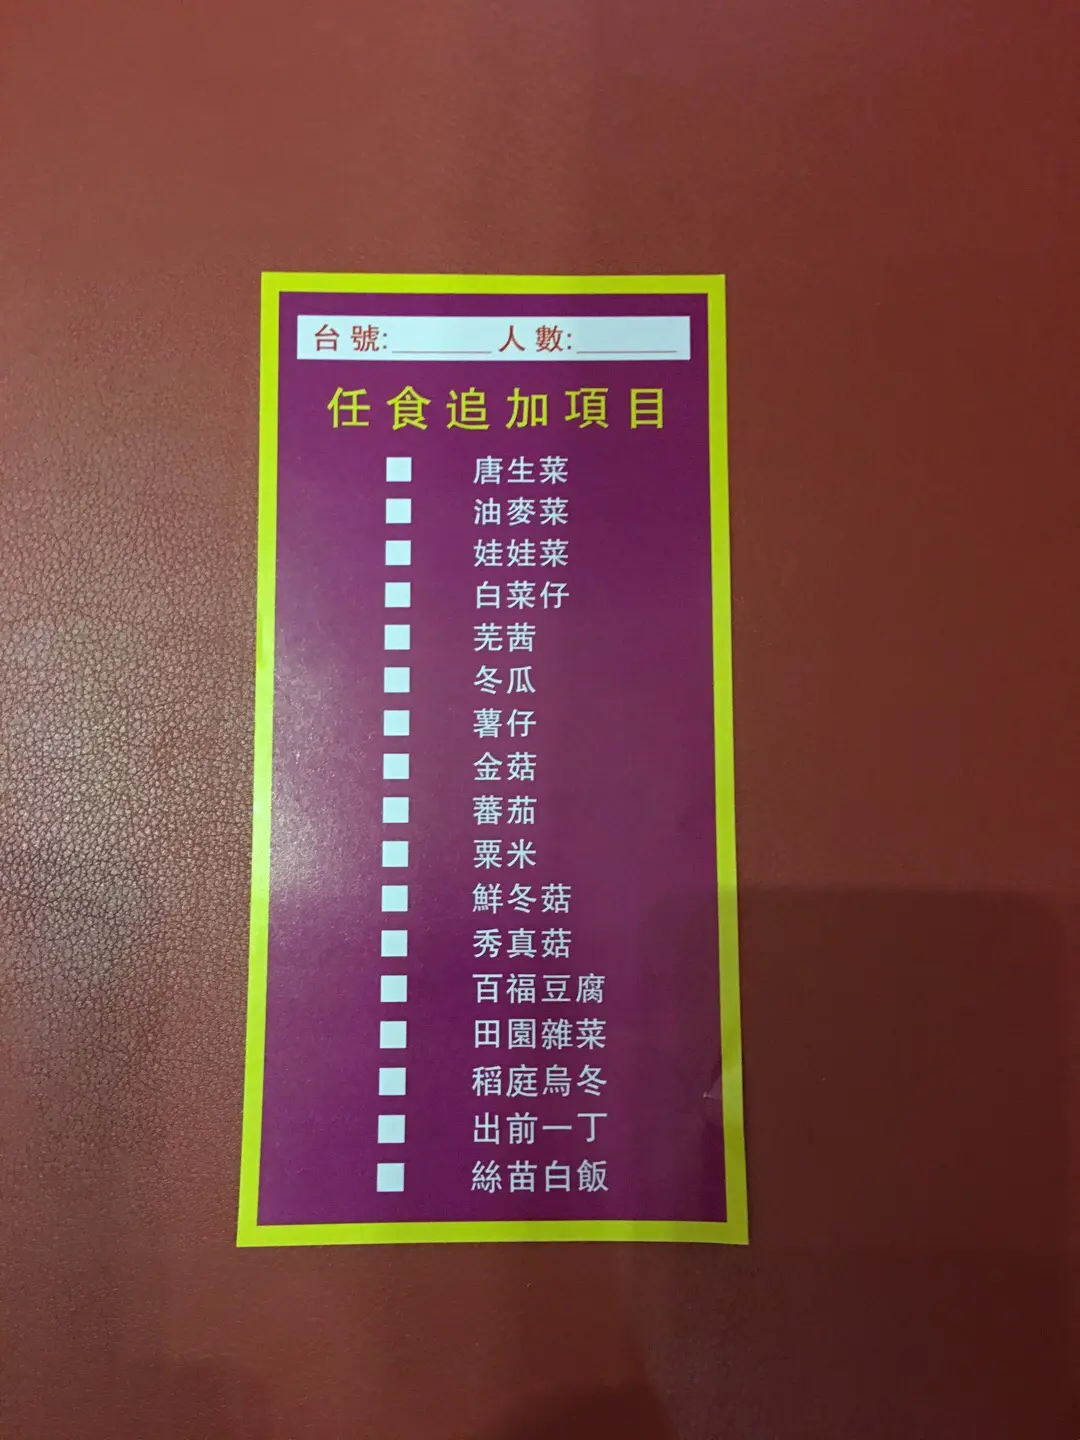 台號:______ 人數:______
任食追加項目
唐生菜
油麥菜
娃娃菜
白菜仔
芫茜
冬瓜
薯仔
金菇
蕃茄
粟米
鮮冬菇
秀真菇
百福豆腐
田園雜菜
稻庭烏冬
出前一丁
絲苗白飯